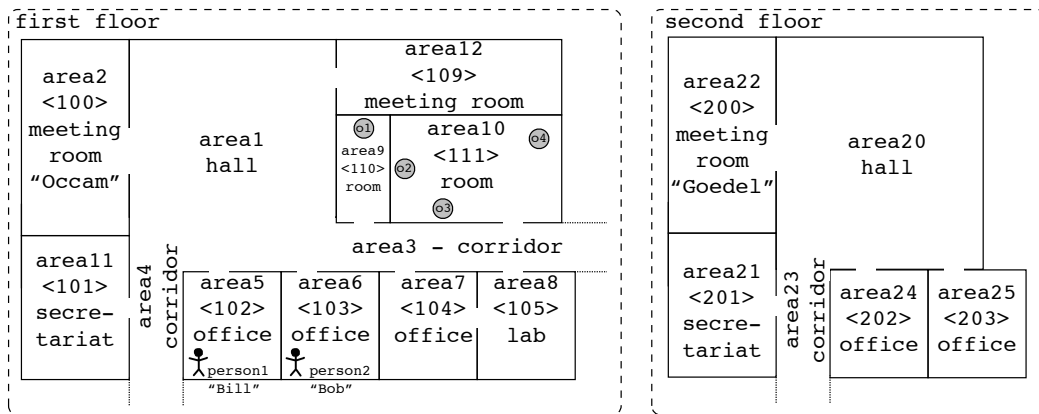 first floor
area2
<100>
meeting
room
“Occam”
area1
hall
area12
<109>
meeting room
o1
area9
<110>
room
area10
<111>
room
o2
o3
o4
area3 - corridor
area11
<101>
secre-
tariat
area4
corridor
area5
<102>
office
person1
“Bill”
area6
<103>
office
person2
“Bob”
area7
<104>
office
area8
<105>
lab
second floor
area22
<200>
meeting
room
“Goedel”
area20
hall
area21
<201>
secre-
tariat
area23
corridor
area24
<202>
office
area25
<203>
office